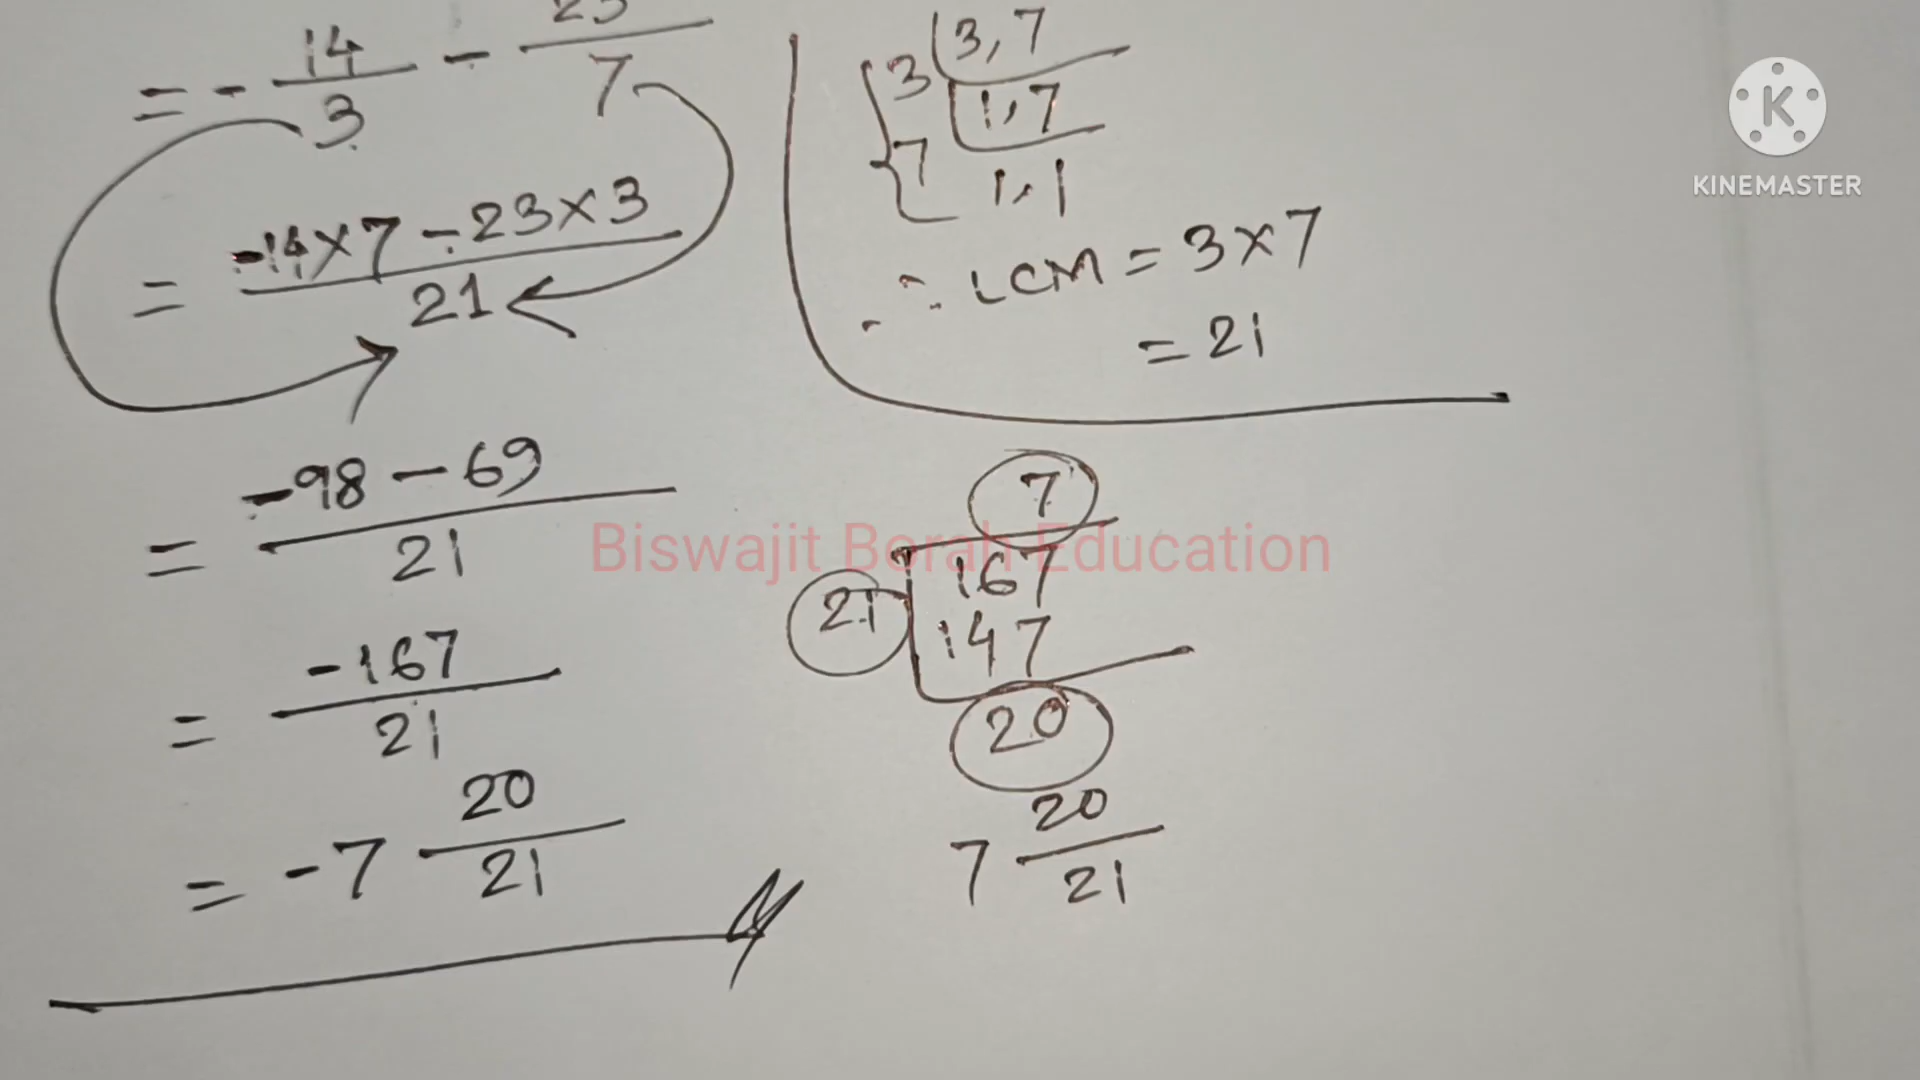 = - 14/3 - 23/7
= -14×7 - 23×3 / 21
= -98 - 69 / 21
= -167 / 21
= -7 20/21
3 | 3, 7
7 | 1, 7
1, 1
∴ LCM = 3×7
= 21
7
21 | 167
147
20
7 20/21
Biswajit Borah Education
K
KINEMASTER